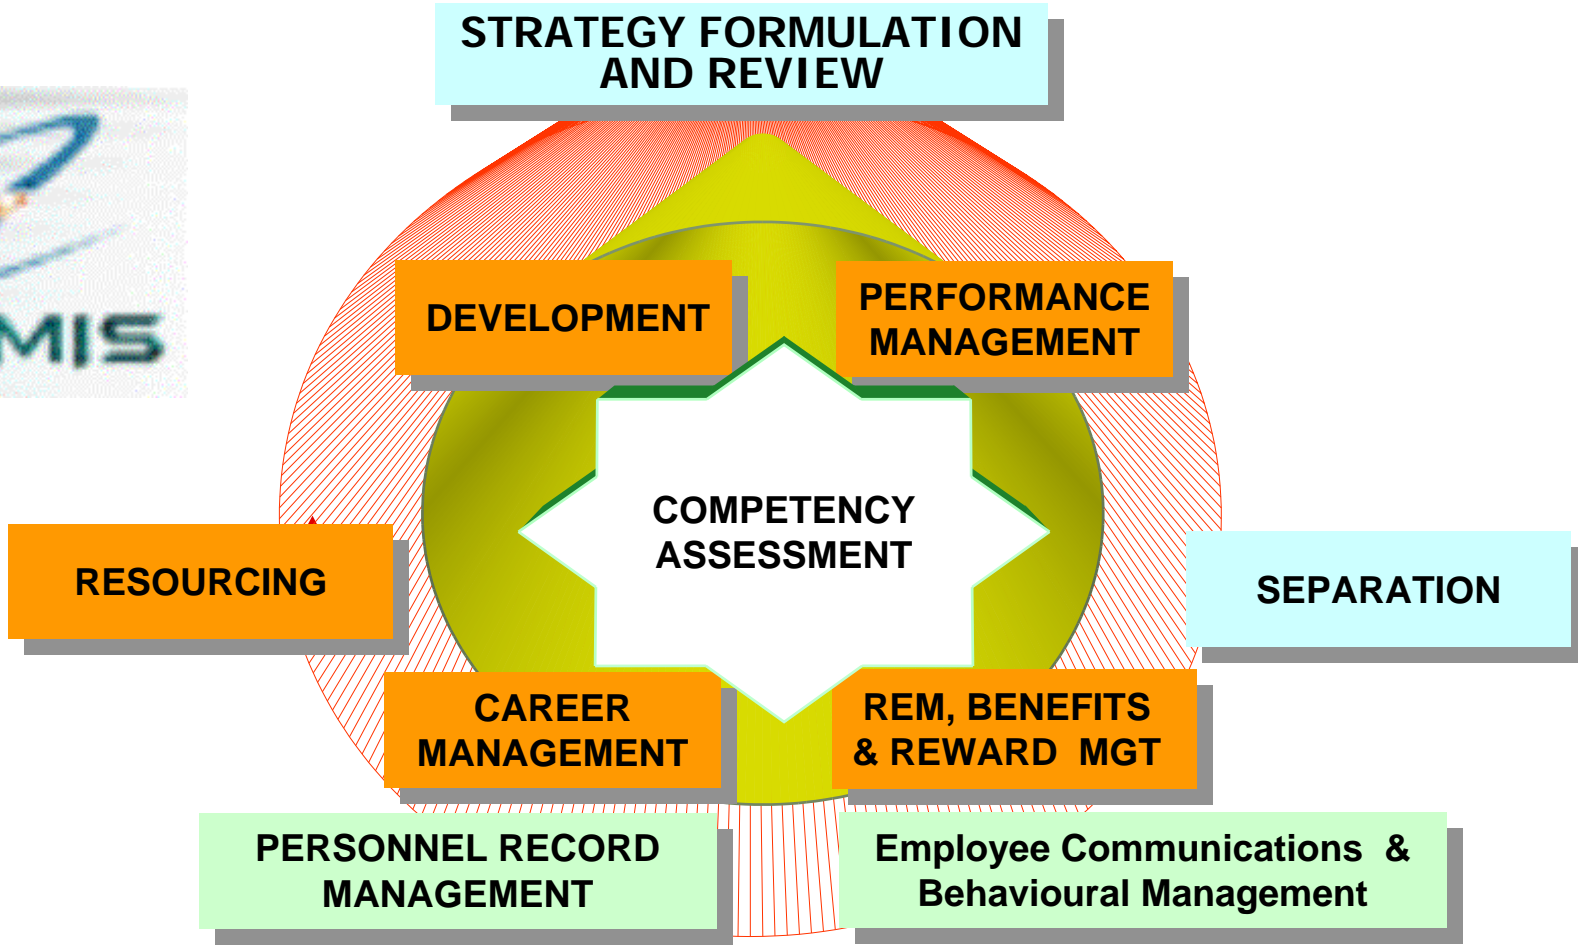 STRATEGY FORMULATION
AND REVIEW
MIS
DEVELOPMENT
PERFORMANCE
MANAGEMENT
COMPETENCY
ASSESSMENT
RESOURCING
SEPARATION
CAREER
MANAGEMENT
REM, BENEFITS
& REWARD MGT
PERSONNEL RECORD
MANAGEMENT
Employee Communications &
Behavioural Management